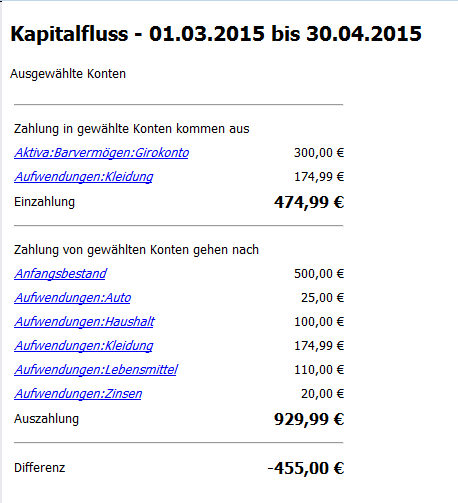 Kapitalfluss - 01.03.2015 bis 30.04.2015
Ausgewählte Konten
Zahlung in gewählte Konten kommen aus
Aktiva:Barvermögen:Girokonto 300,00 €
Aufwendungen:Kleidung 174,99 €
Einzahlung 474,99 €
Zahlung von gewählten Konten gehen nach
Anfangsbestand 500,00 €
Aufwendungen:Auto 25,00 €
Aufwendungen:Haushalt 100,00 €
Aufwendungen:Kleidung 174,99 €
Aufwendungen:Lebensmittel 110,00 €
Aufwendungen:Zinsen 20,00 €
Auszahlung 929,99 €
Differenz -455,00 €